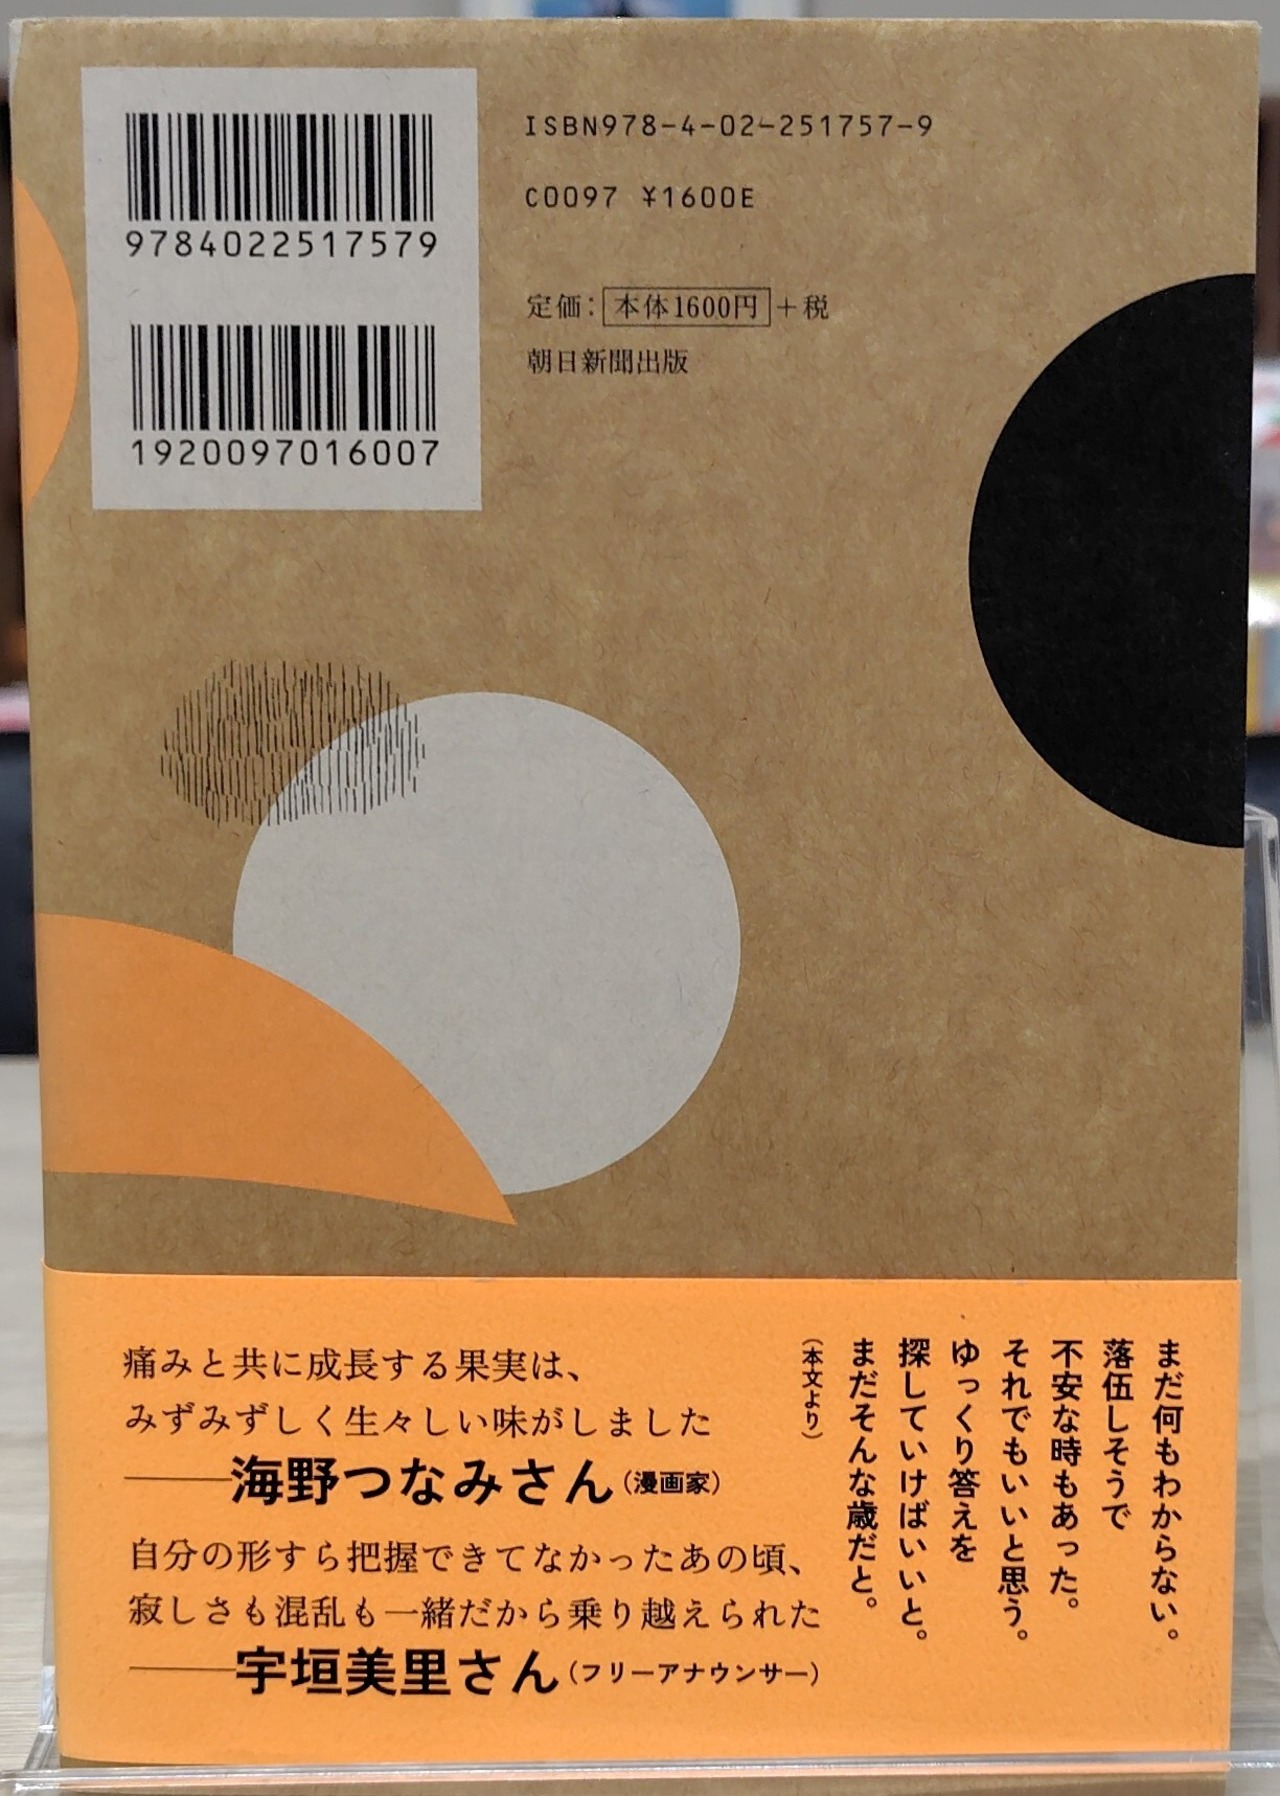 9784022517579
1920097016007
ISBN978-4-02-251757-9
C0097 ¥1600E
定価：本体1600円＋税
朝日新聞出版
まだ何もわからない。
落伍しそうで
不安な時もあった。
それでもいいと思う。
ゆっくり答えを
探していけばいいと。
まだそんな歳だと。
（本文より）
痛みと共に成長する果実は、
みずみずしく生々しい味がしました
――海野つなみさん（漫画家）
自分の形すら把握できてなかったあの頃、
寂しさも混乱も一緒だから乗り越えられた
――宇垣美里さん（フリーアナウンサー）